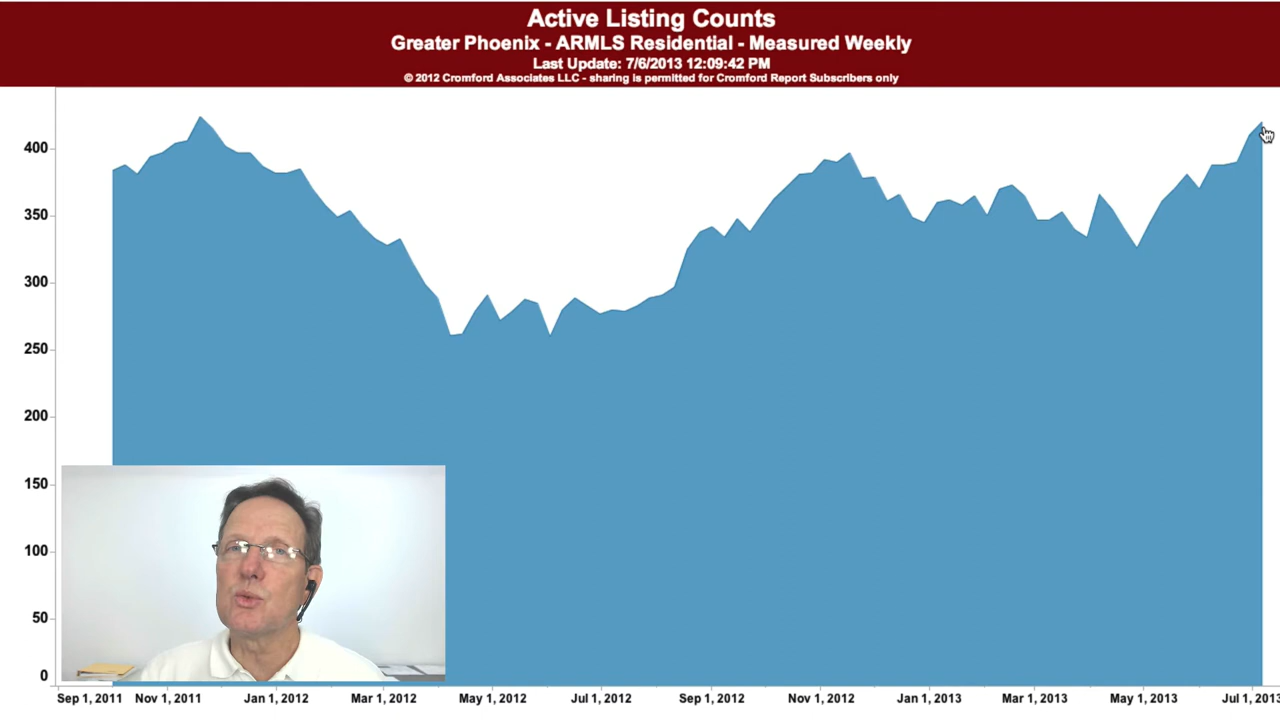 Active Listing Counts
Greater Phoenix - ARMLS Residential - Measured Weekly
Last Update: 7/6/2013 12:09:42 PM
© 2012 Cromford Associates LLC - sharing is permitted for Cromford Report Subscribers only
400
350
300
250
200
150
100
50
0
Sep 1, 2011 Nov 1, 2011 Jan 1, 2012 Mar 1, 2012 May 1, 2012 Jul 1, 2012 Sep 1, 2012 Nov 1, 2012 Jan 1, 2013 Mar 1, 2013 May 1, 2013 Jul 1, 2013